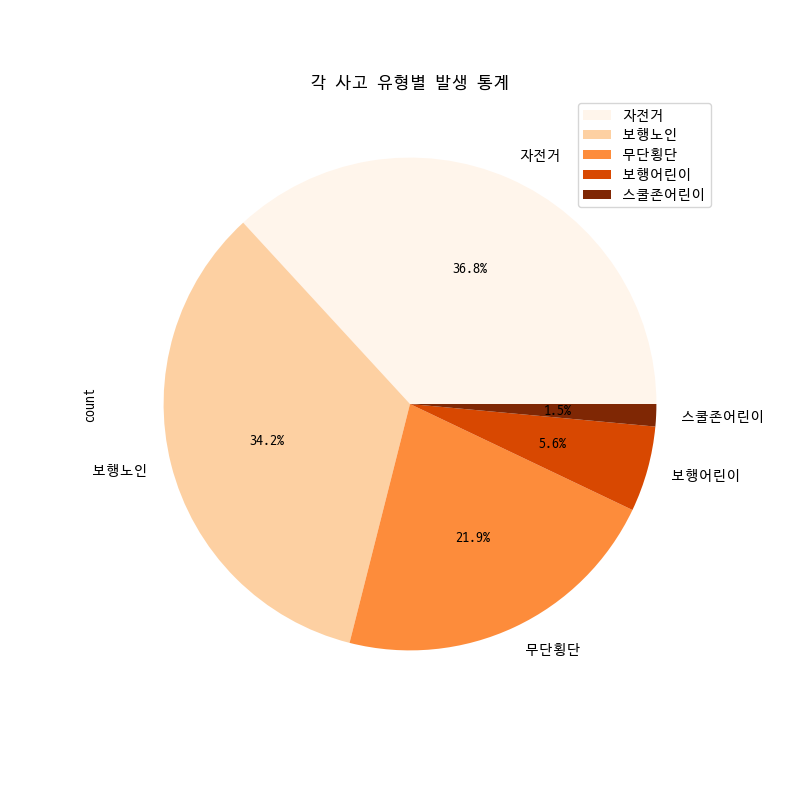 각 사고 유형별 발생 통계
자전거
보행노인
무단횡단
보행어린이
스쿨존어린이
자전거
36.8%
count
1.5%
스쿨존어린이
34.2%
5.6%
보행노인
보행어린이
21.9%
무단횡단